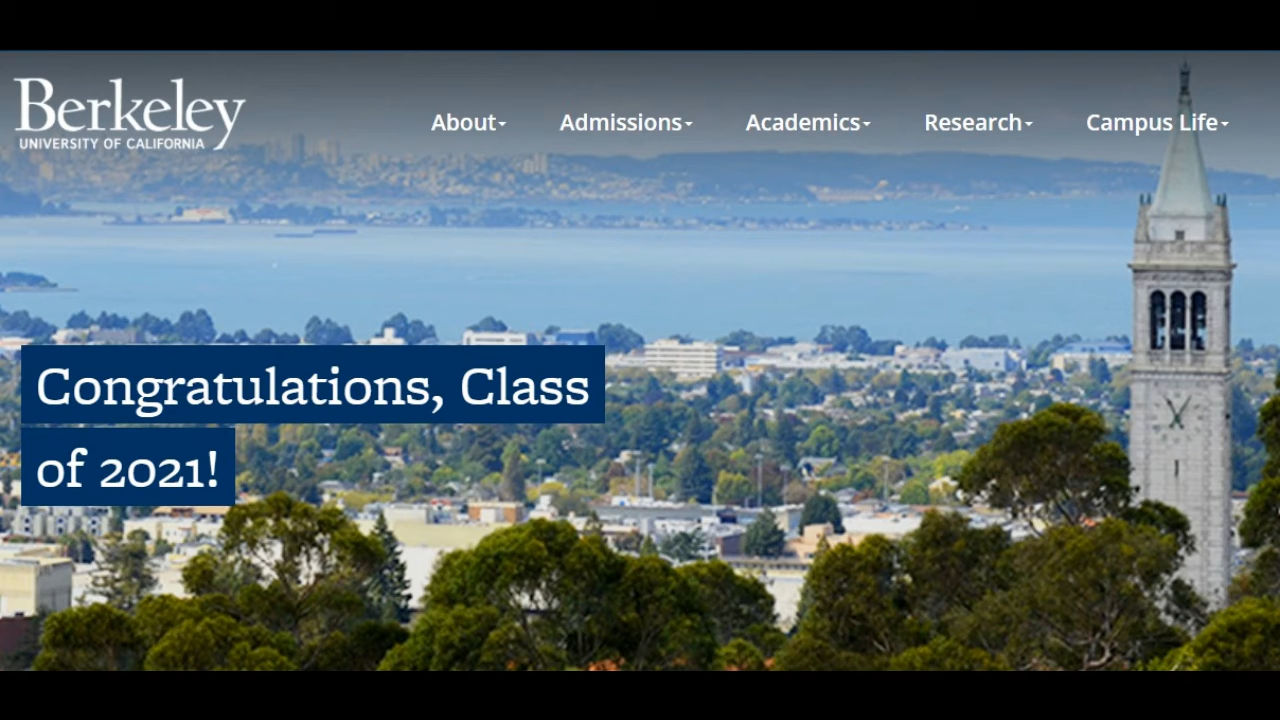 Berkeley
UNIVERSITY OF CALIFORNIA
About Admissions Academics Research Campus Life
Congratulations, Class
of 2021!